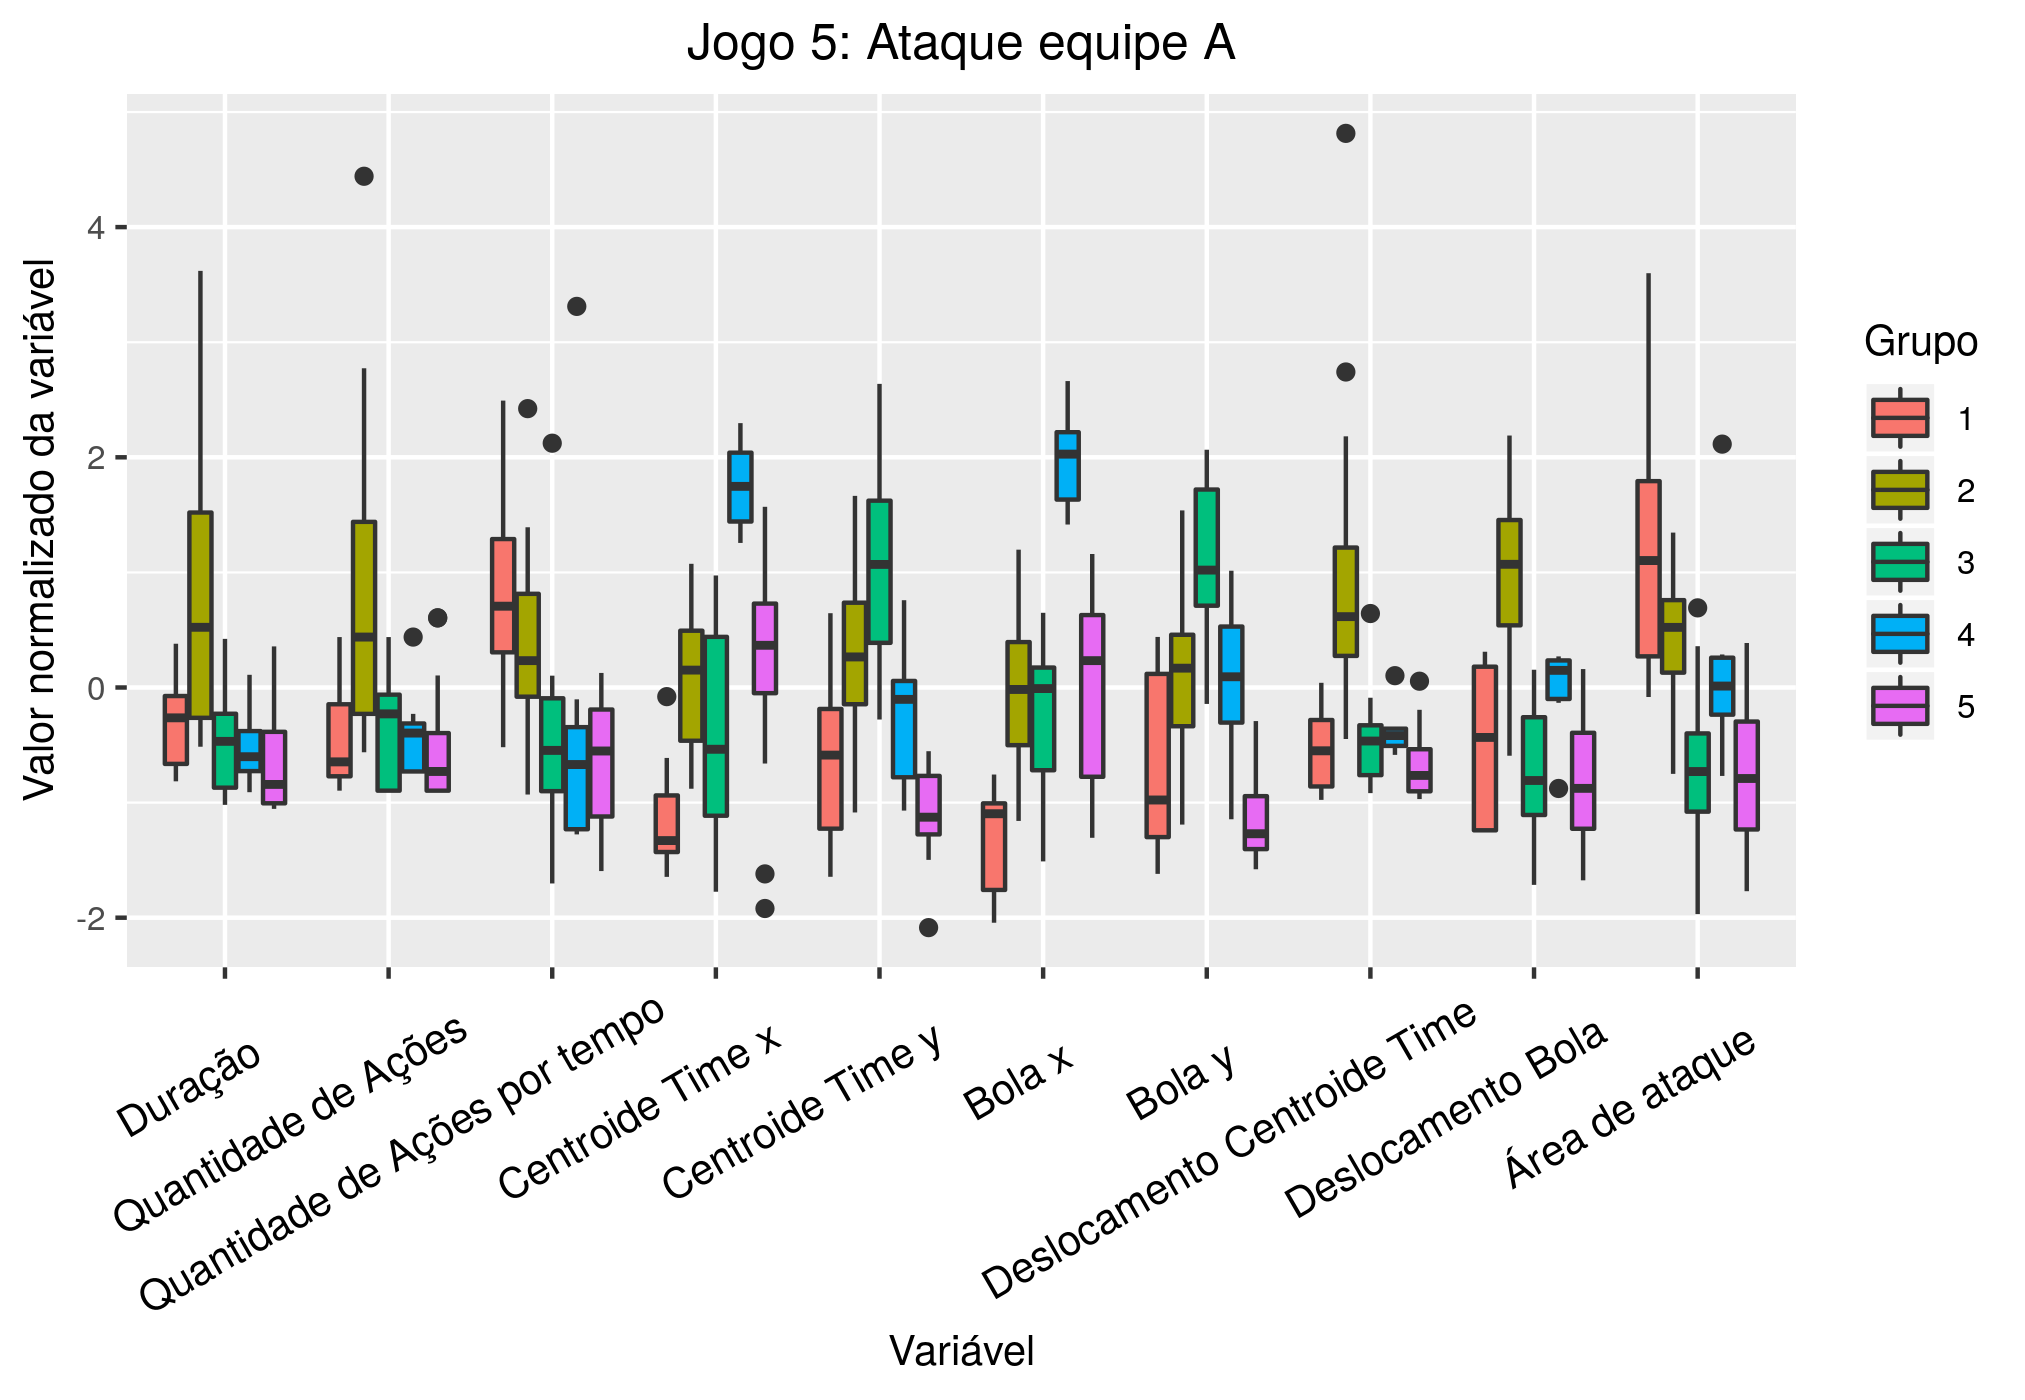 Jogo 5: Ataque equipe A
Valor normalizado da variável
4
2
0
-2
Duração
Quantidade de Ações
Quantidade de Ações por tempo
Centroide Time x
Centroide Time y
Bola x
Bola y
Deslocamento Centroide Time
Deslocamento Bola
Área de ataque
Variável
Grupo
1
2
3
4
5